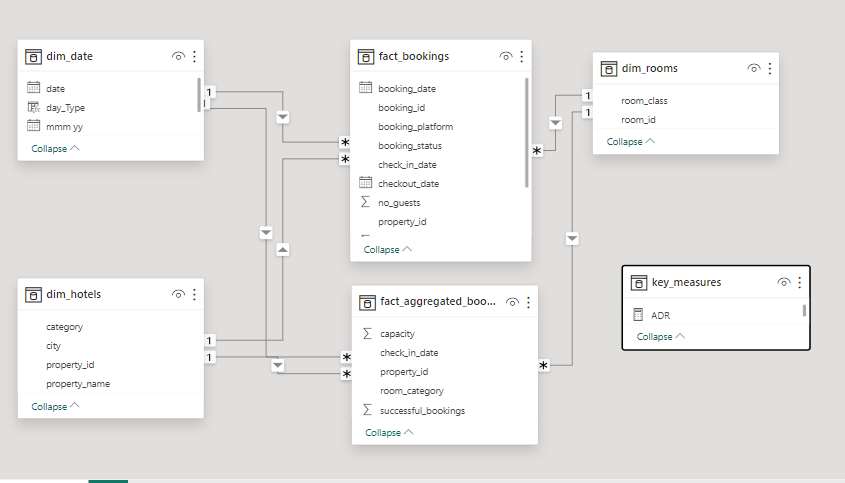 dim_date
date
day_Type
mmm yy
Collapse
fact_bookings
booking_date
booking_id
booking_platform
booking_status
check_in_date
checkout_date
no_guests
property_id
Collapse
dim_rooms
room_class
room_id
Collapse
dim_hotels
category
city
property_id
property_name
Collapse
fact_aggregated_boo...
capacity
check_in_date
property_id
room_category
successful_bookings
Collapse
key_measures
ADR
Collapse
1
*
*
*
1
1
1
1
*
*
*